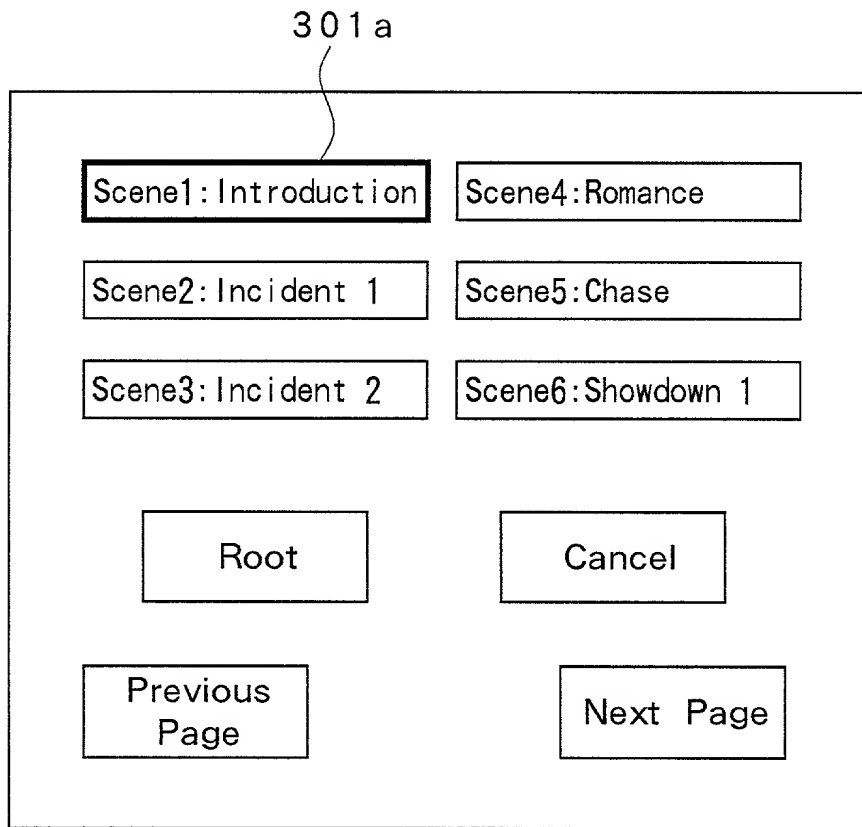 301a
Scene1:Introduction
Scene4:Romance
Scene2:Incident 1
Scene5:Chase
Scene3:Incident 2
Scene6:Showdown 1
Root
Cancel
Previous
Page
Next Page